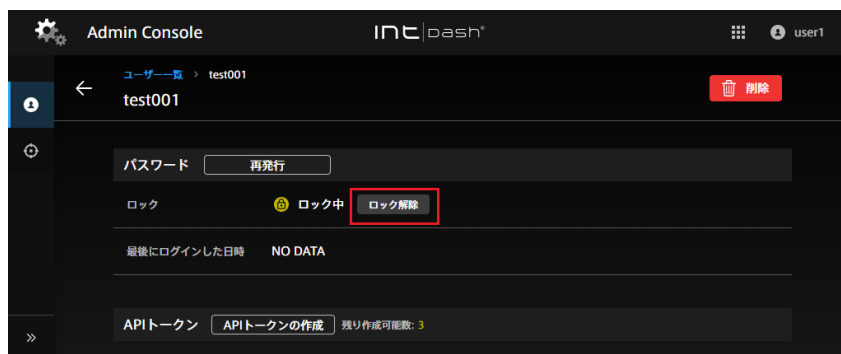 Admin Console
int|dash®
user1
ユーザー一覧 › test001
test001
削除
パスワード 再発行
ロック ロック中 ロック解除
最後にログインした日時 NO DATA
APIトークン APIトークンの作成 残り作成可能数: 3